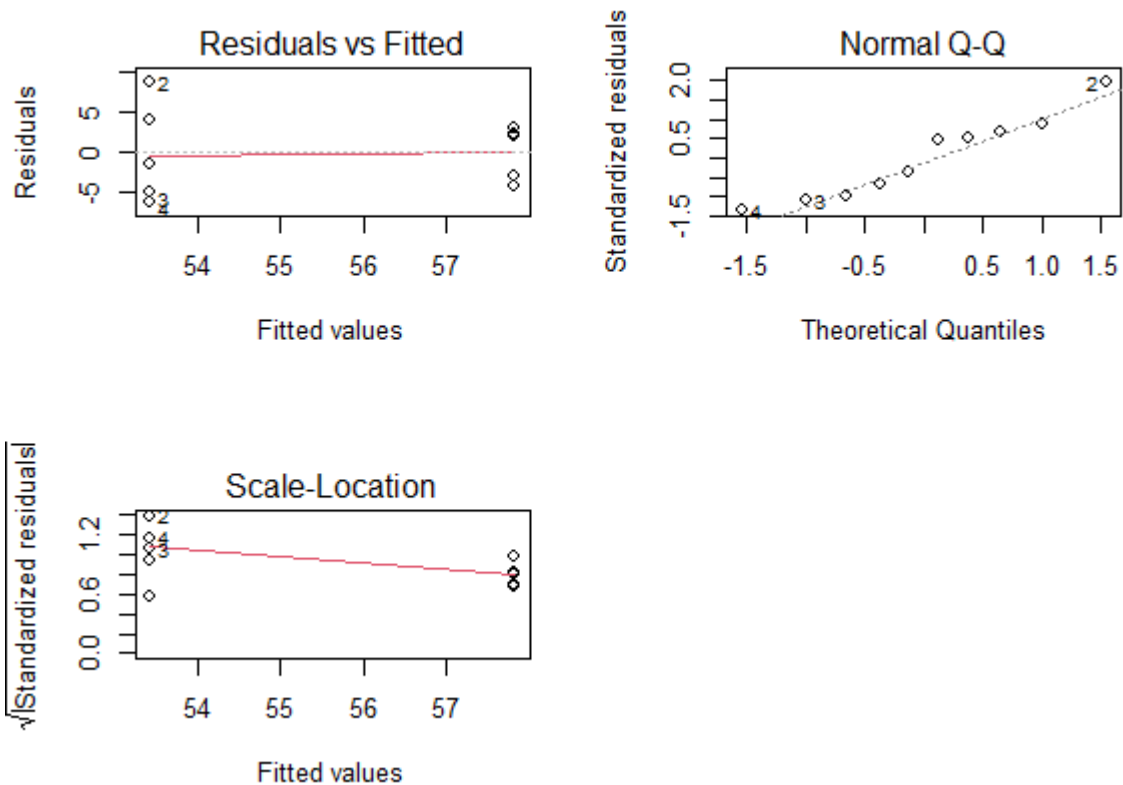 Residuals vs Fitted
Residuals
5
0
-5
2
3
4
54 55 56 57
Fitted values
Normal Q-Q
Standardized residuals
2.0
0.5
-1.5
2
3
4
-1.5 -0.5 0.5 1.0 1.5
Theoretical Quantiles
Scale-Location
√|Standardized residuals|
1.2
0.6
0.0
2
4
3
54 55 56 57
Fitted values